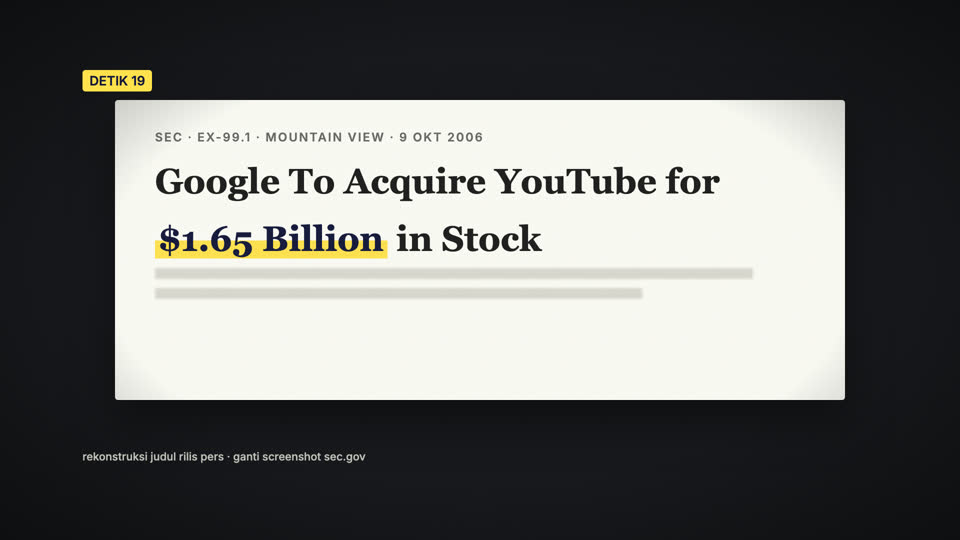 DETIK 19
SEC · EX-99.1 · MOUNTAIN VIEW · 9 OKT 2006
Google To Acquire YouTube for
$1.65 Billion in Stock
rekonstruksi judul rilis pers · ganti screenshot sec.gov